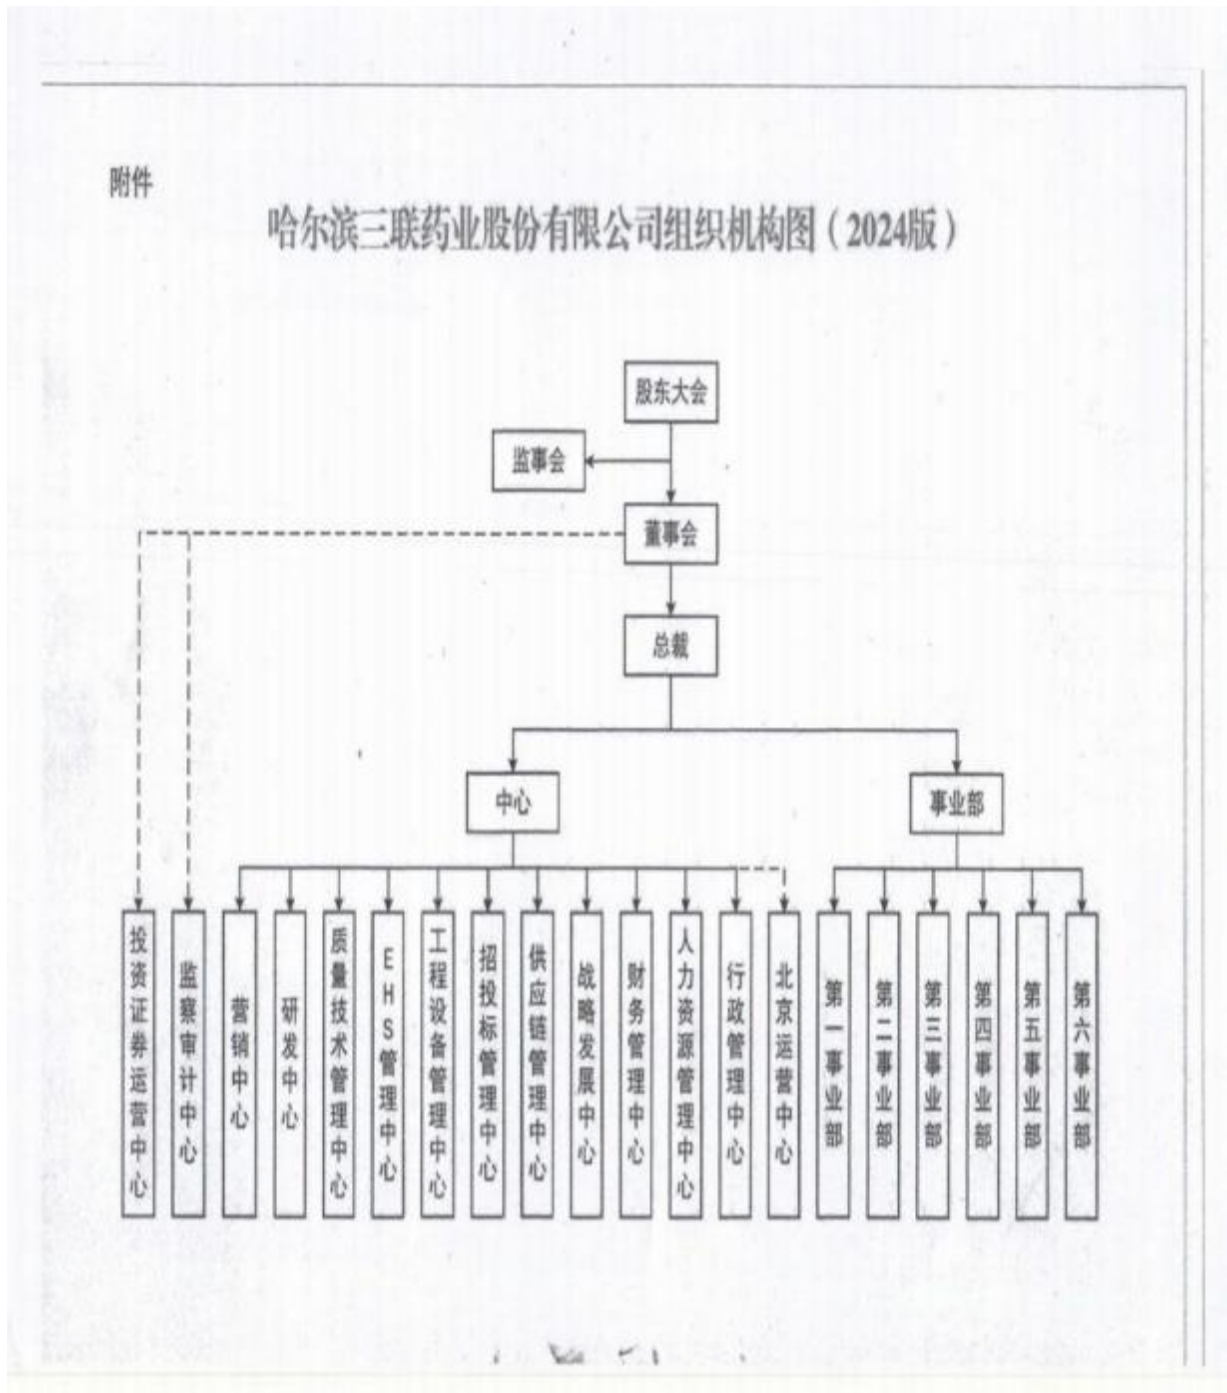 附件
哈尔滨三联药业股份有限公司组织机构图（2024版）
股东大会
监事会
董事会
总裁
中心
事业部
投资证券运营中心
监察审计中心
营销中心
研发中心
质量技术管理中心
EHS管理中心
工程设备管理中心
招投标管理中心
供应链管理中心
战略发展中心
财务管理中心
人力资源管理中心
行政管理中心
北京运营中心
第一事业部
第二事业部
第三事业部
第四事业部
第五事业部
第六事业部